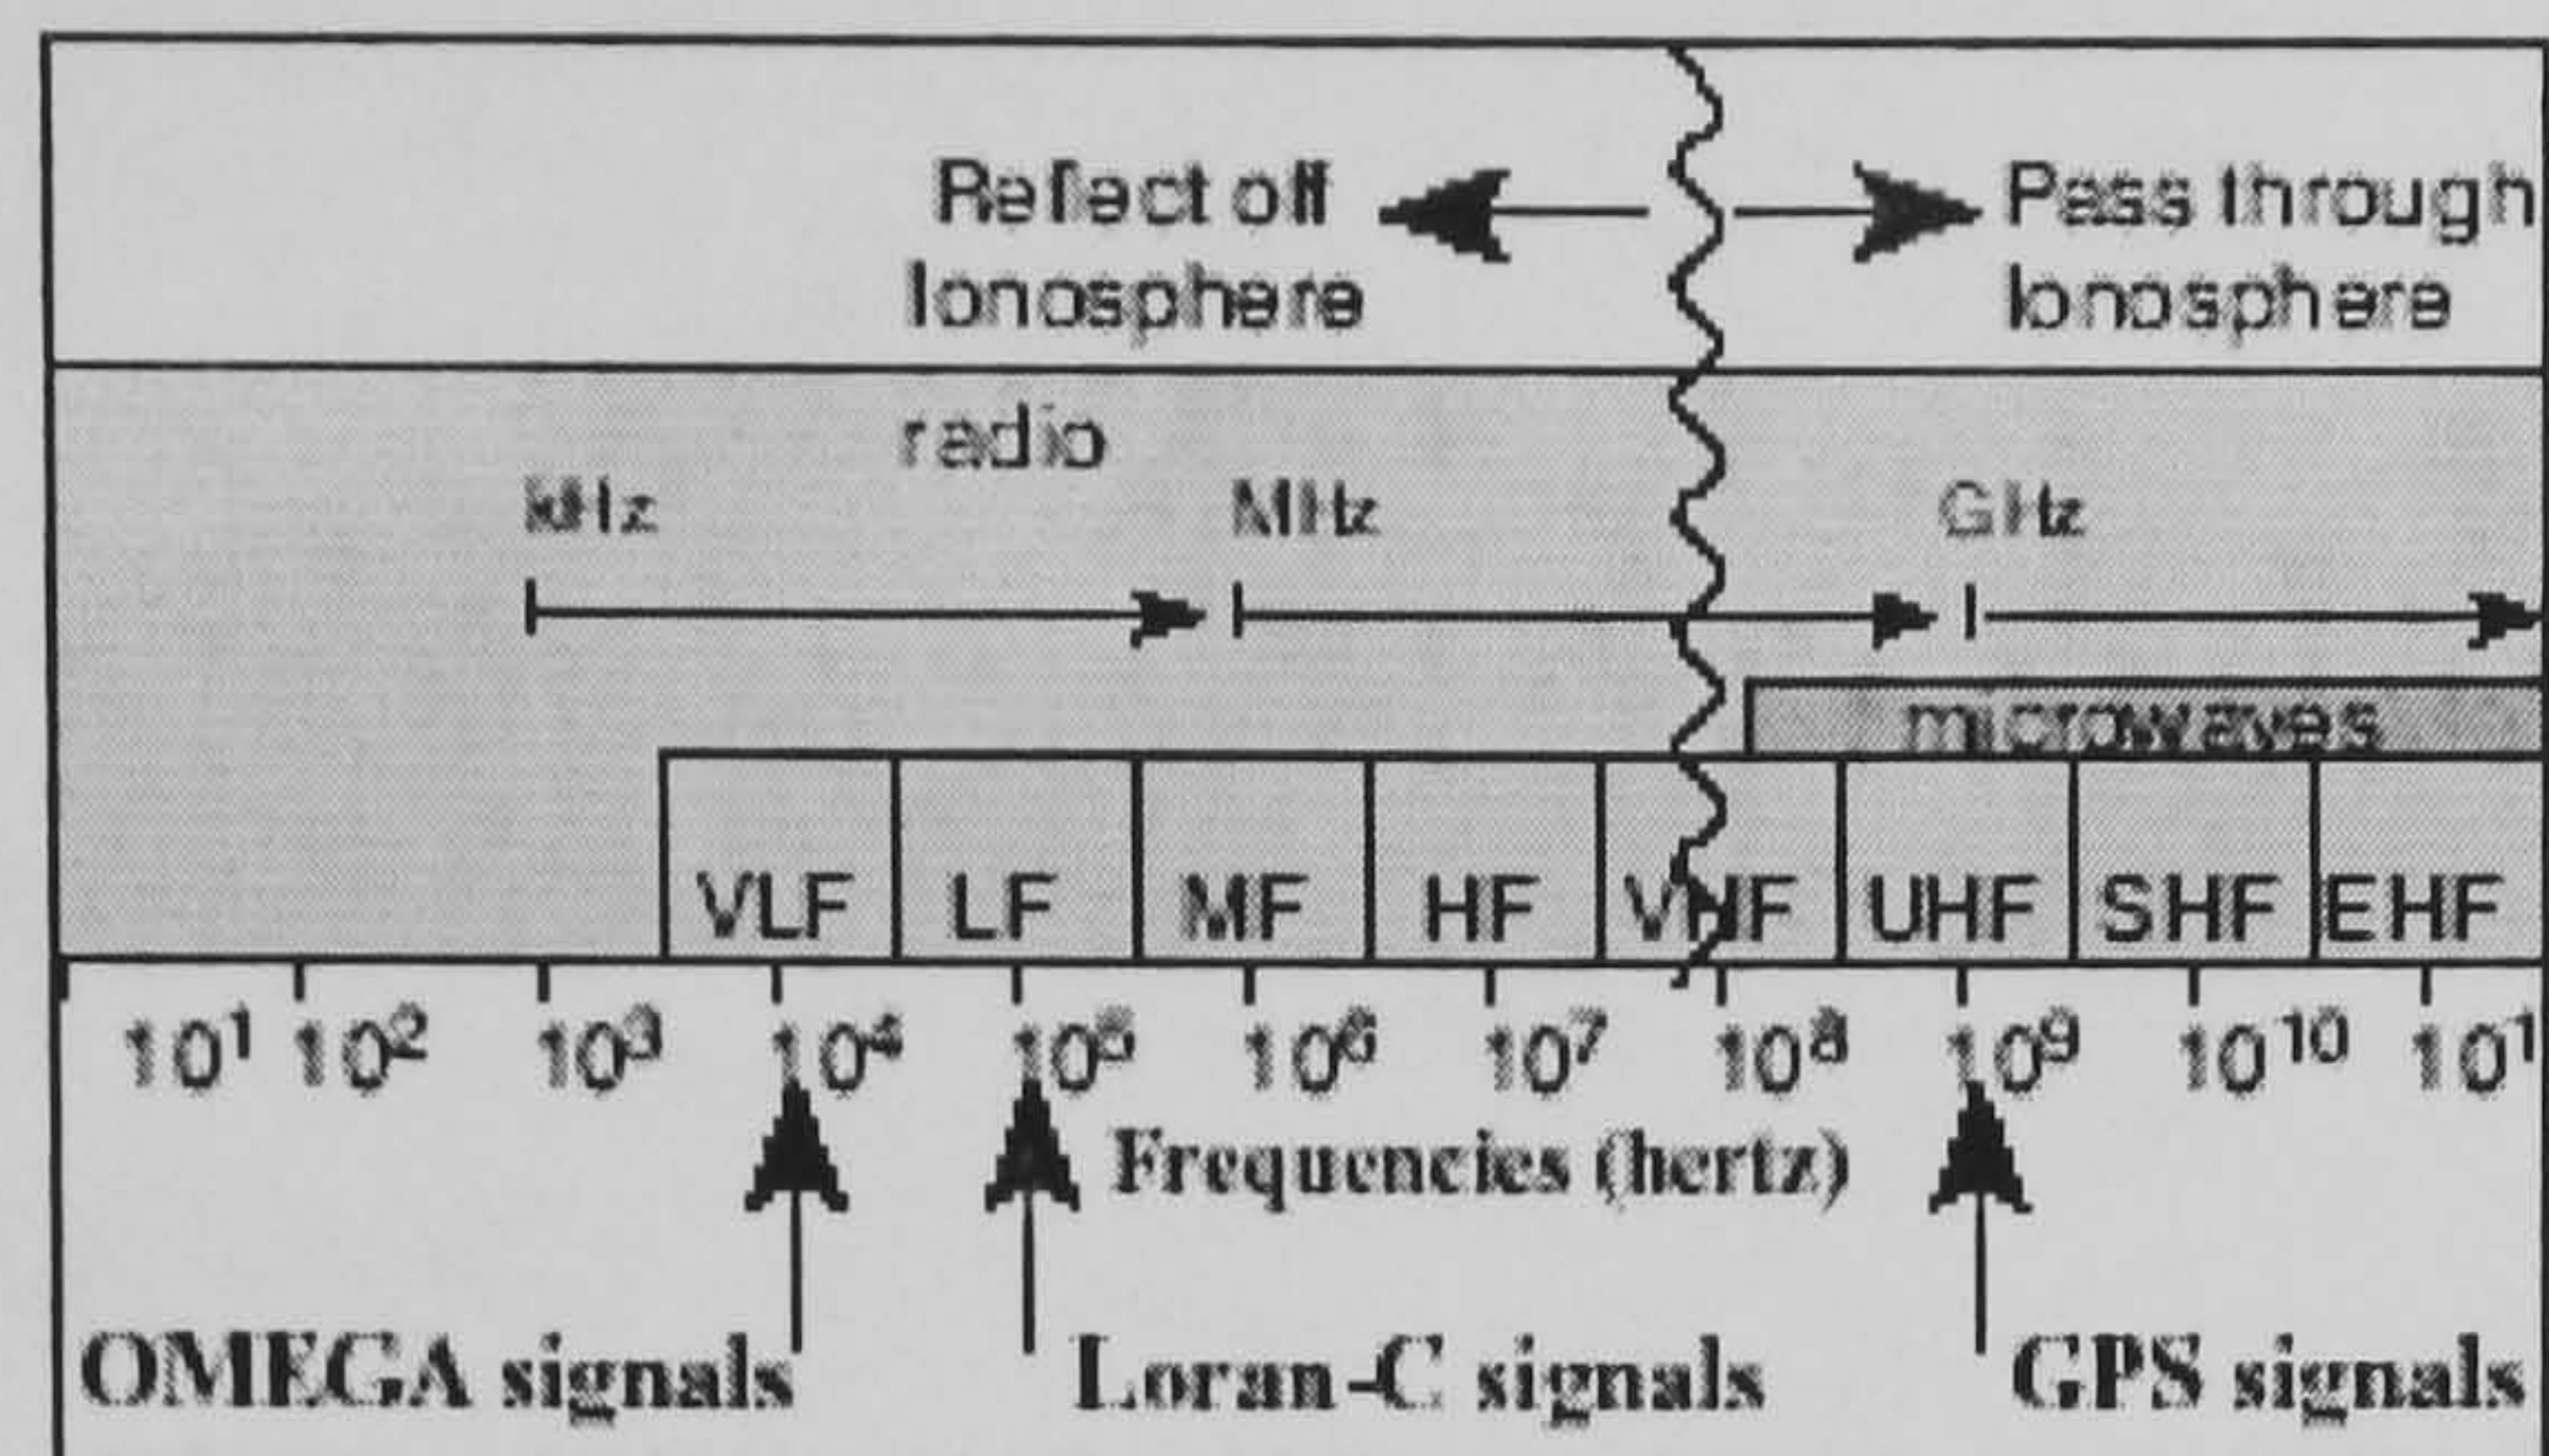 Reflect off
Ionosphere
Pass through
Ionosphere
radio
kHz MHz GHz
microwaves
VLF LF MF HF VHF UHF SHF EHF
10¹ 10² 10³ 10⁴ 10⁵ 10⁶ 10⁷ 10⁸ 10⁹ 10¹⁰ 10¹
Frequencies (hertz)
OMEGA signals Loran-C signals GPS signals